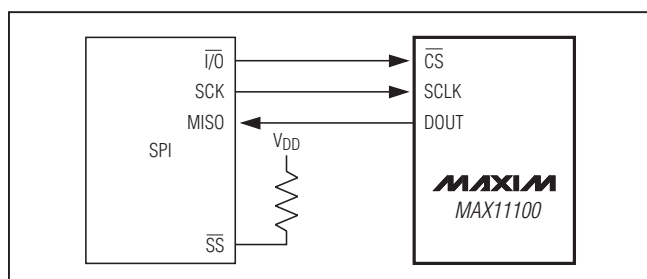 I/O
CS
SCK
SCLK
MISO
DOUT
VDD
SPI
MAXIM
MAX11100
SS